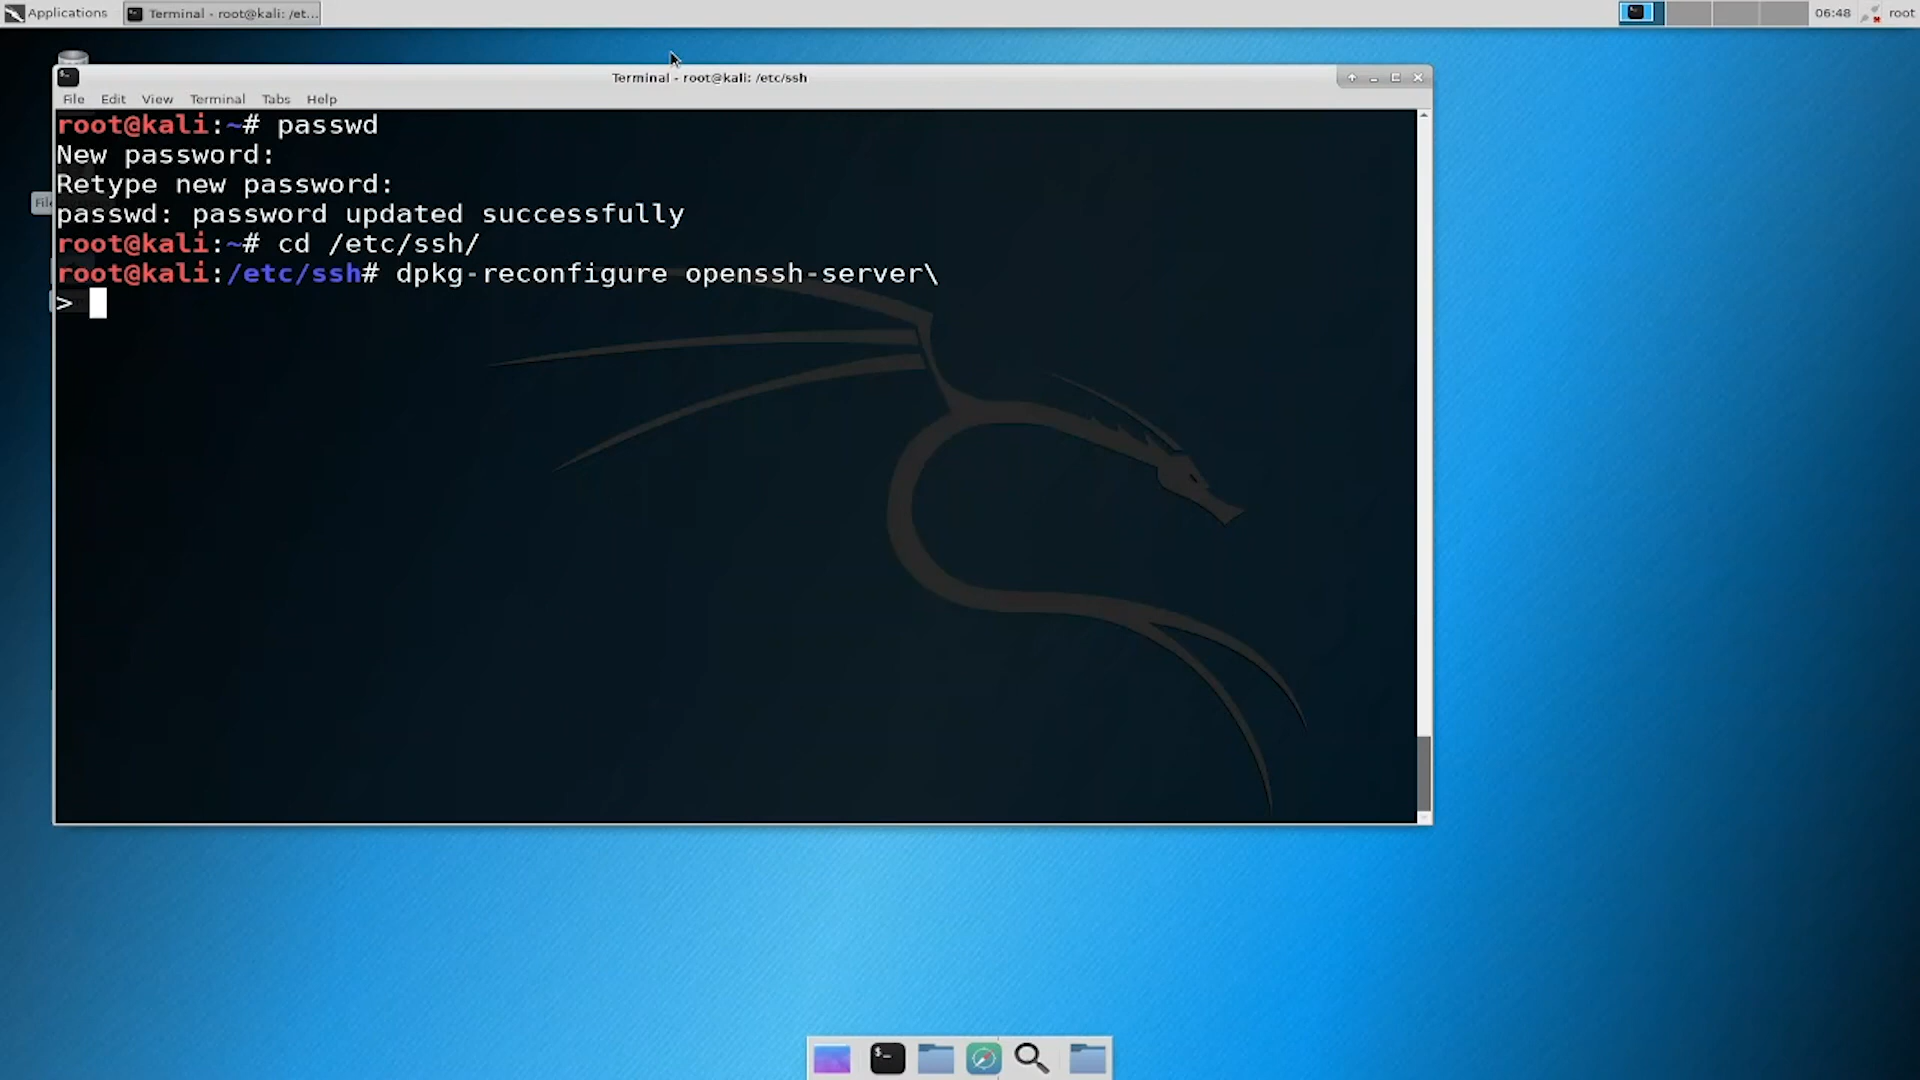 Applications
Terminal - root@kali: /et...
06:48
root
Terminal - root@kali: /etc/ssh
File Edit View Terminal Tabs Help
root@kali:~# passwd
New password:
Retype new password:
passwd: password updated successfully
root@kali:~# cd /etc/ssh/
root@kali:/etc/ssh# dpkg-reconfigure openssh-server\
>
$-